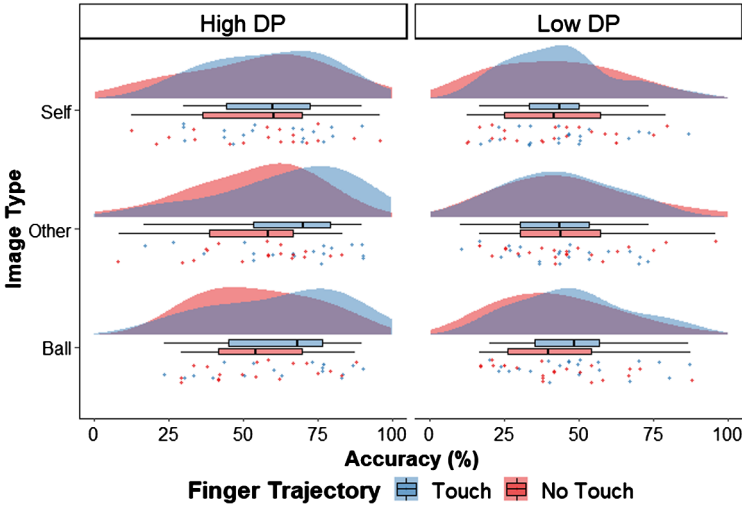 High DP
Low DP
Image Type
Self
Other
Ball
0 25 50 75 100
0 25 50 75 100
Accuracy (%)
Finger Trajectory Touch No Touch